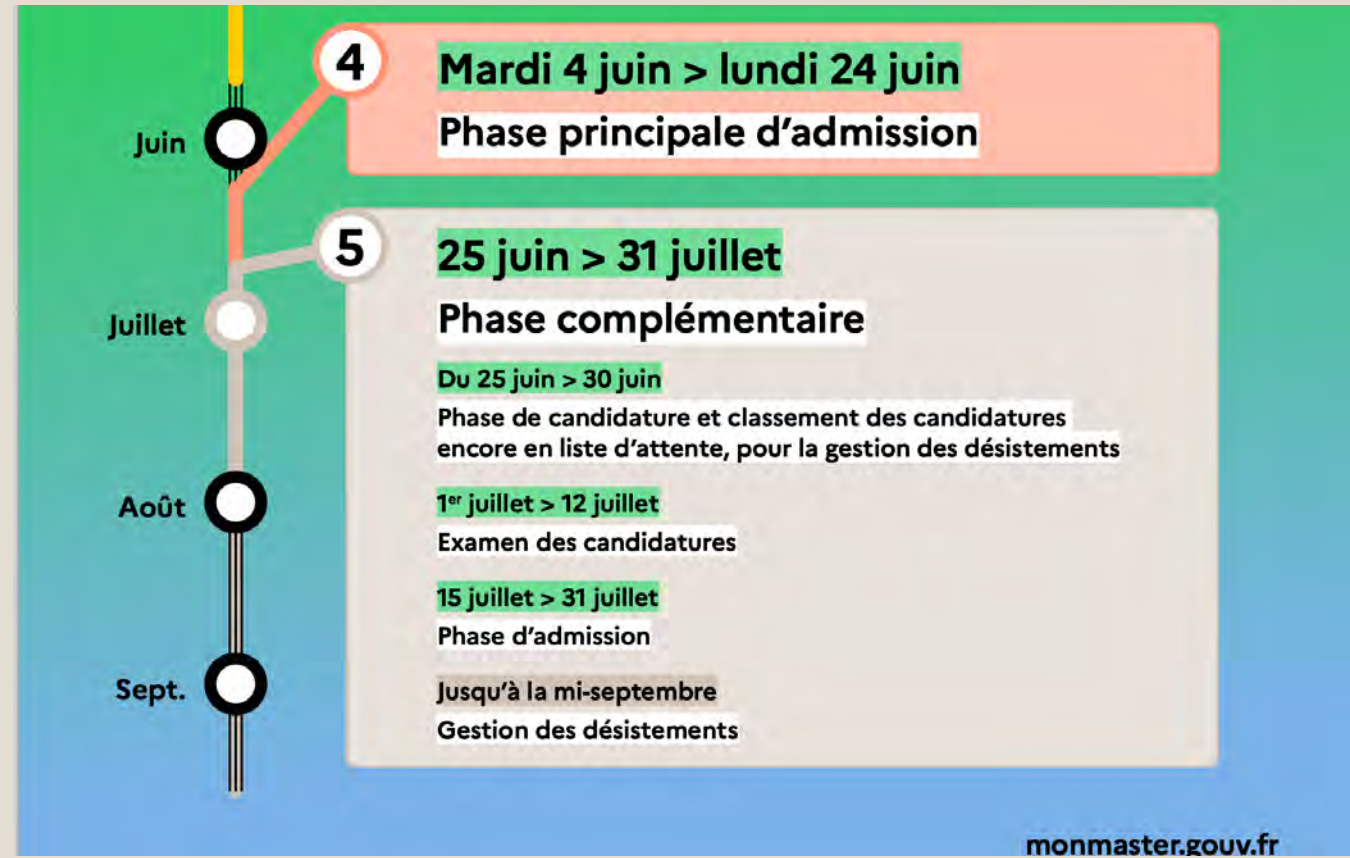 4
Mardi 4 juin > lundi 24 juin
Phase principale d'admission
Juin
5
25 juin > 31 juillet
Phase complémentaire
Juillet
Du 25 juin > 30 juin
Phase de candidature et classement des candidatures
encore en liste d'attente, pour la gestion des désistements
Août
1er juillet > 12 juillet
Examen des candidatures
15 juillet > 31 juillet
Phase d'admission
Sept.
Jusqu'à la mi-septembre
Gestion des désistements
monmaster.gouv.fr